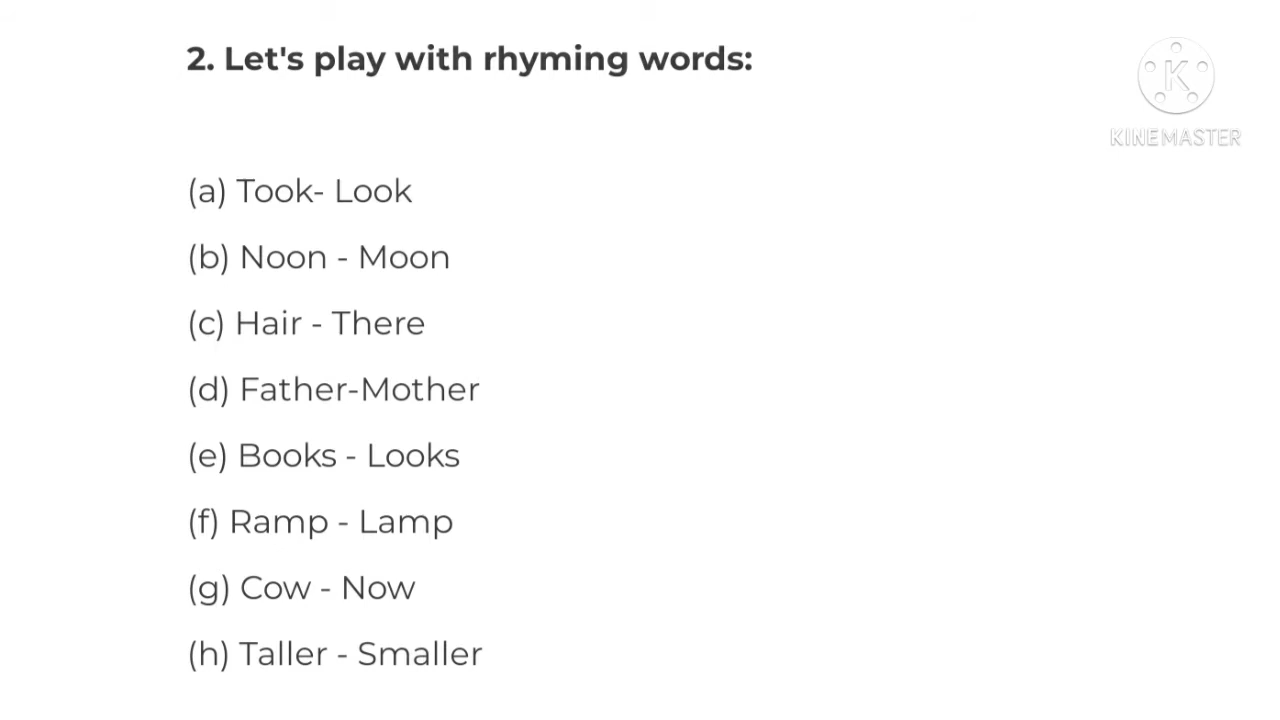 2. Let's play with rhyming words:
K
KINEMASTER
(a) Took- Look
(b) Noon - Moon
(c) Hair - There
(d) Father-Mother
(e) Books - Looks
(f) Ramp - Lamp
(g) Cow - Now
(h) Taller - Smaller